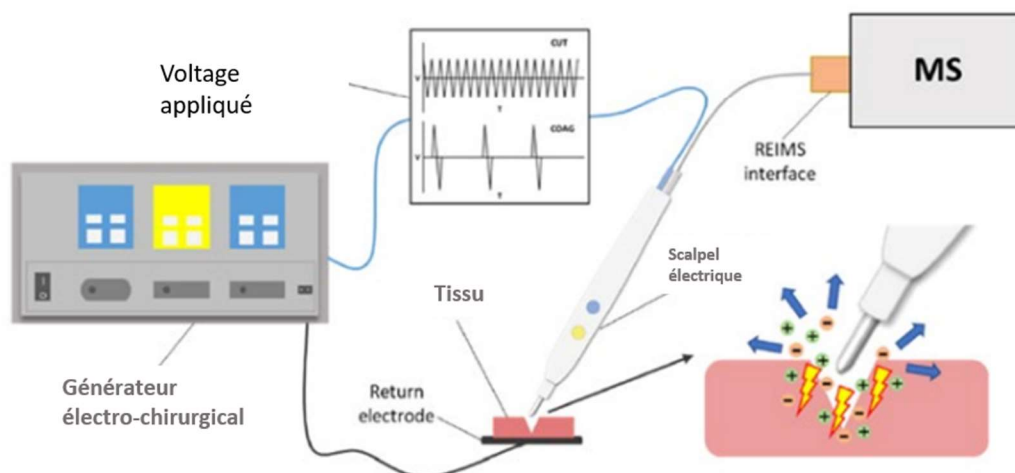 Voltage
appliqué
CUT
V
T
COAG
V
T
MS
REIMS
interface
Scalpel
électrique
Tissu
Return
electrode
Générateur
électro-chirurgical
I
O
+ - + - + + - + - + - + + - +